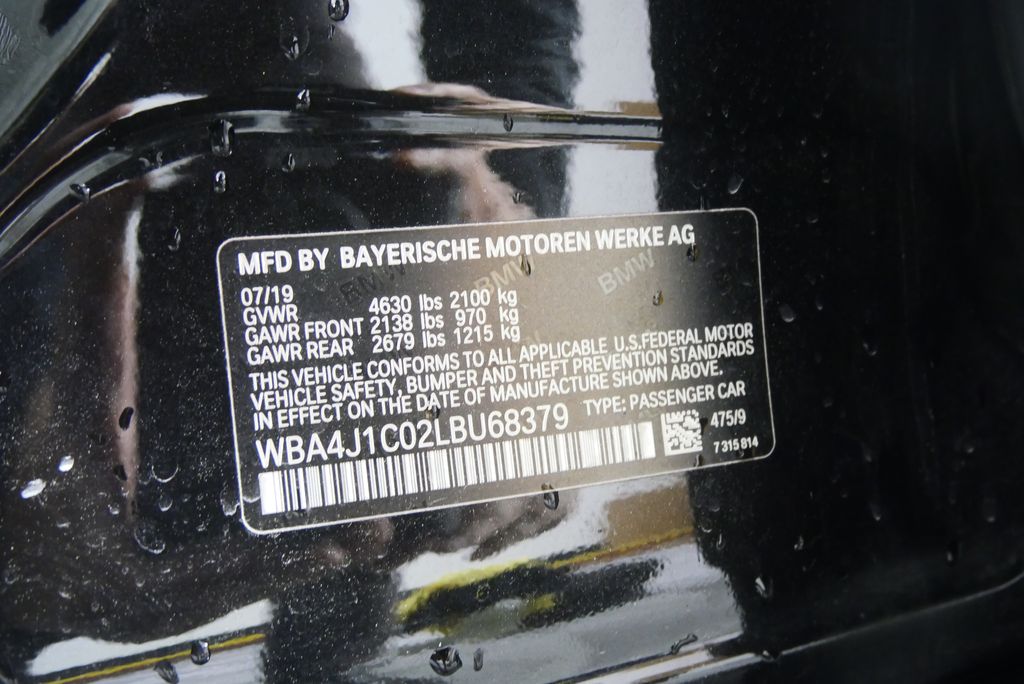 MFD BY BAYERISCHE MOTOREN WERKE AG
07/19
GVWR 4630 lbs 2100 kg
GAWR FRONT 2138 lbs 970 kg
GAWR REAR 2679 lbs 1215 kg
THIS VEHICLE CONFORMS TO ALL APPLICABLE U.S.FEDERAL MOTOR
VEHICLE SAFETY, BUMPER AND THEFT PREVENTION STANDARDS
IN EFFECT ON THE DATE OF MANUFACTURE SHOWN ABOVE.
WBA4J1C02LBU68379 TYPE: PASSENGER CAR
475/9
7 315 814
BMW BMW BMW